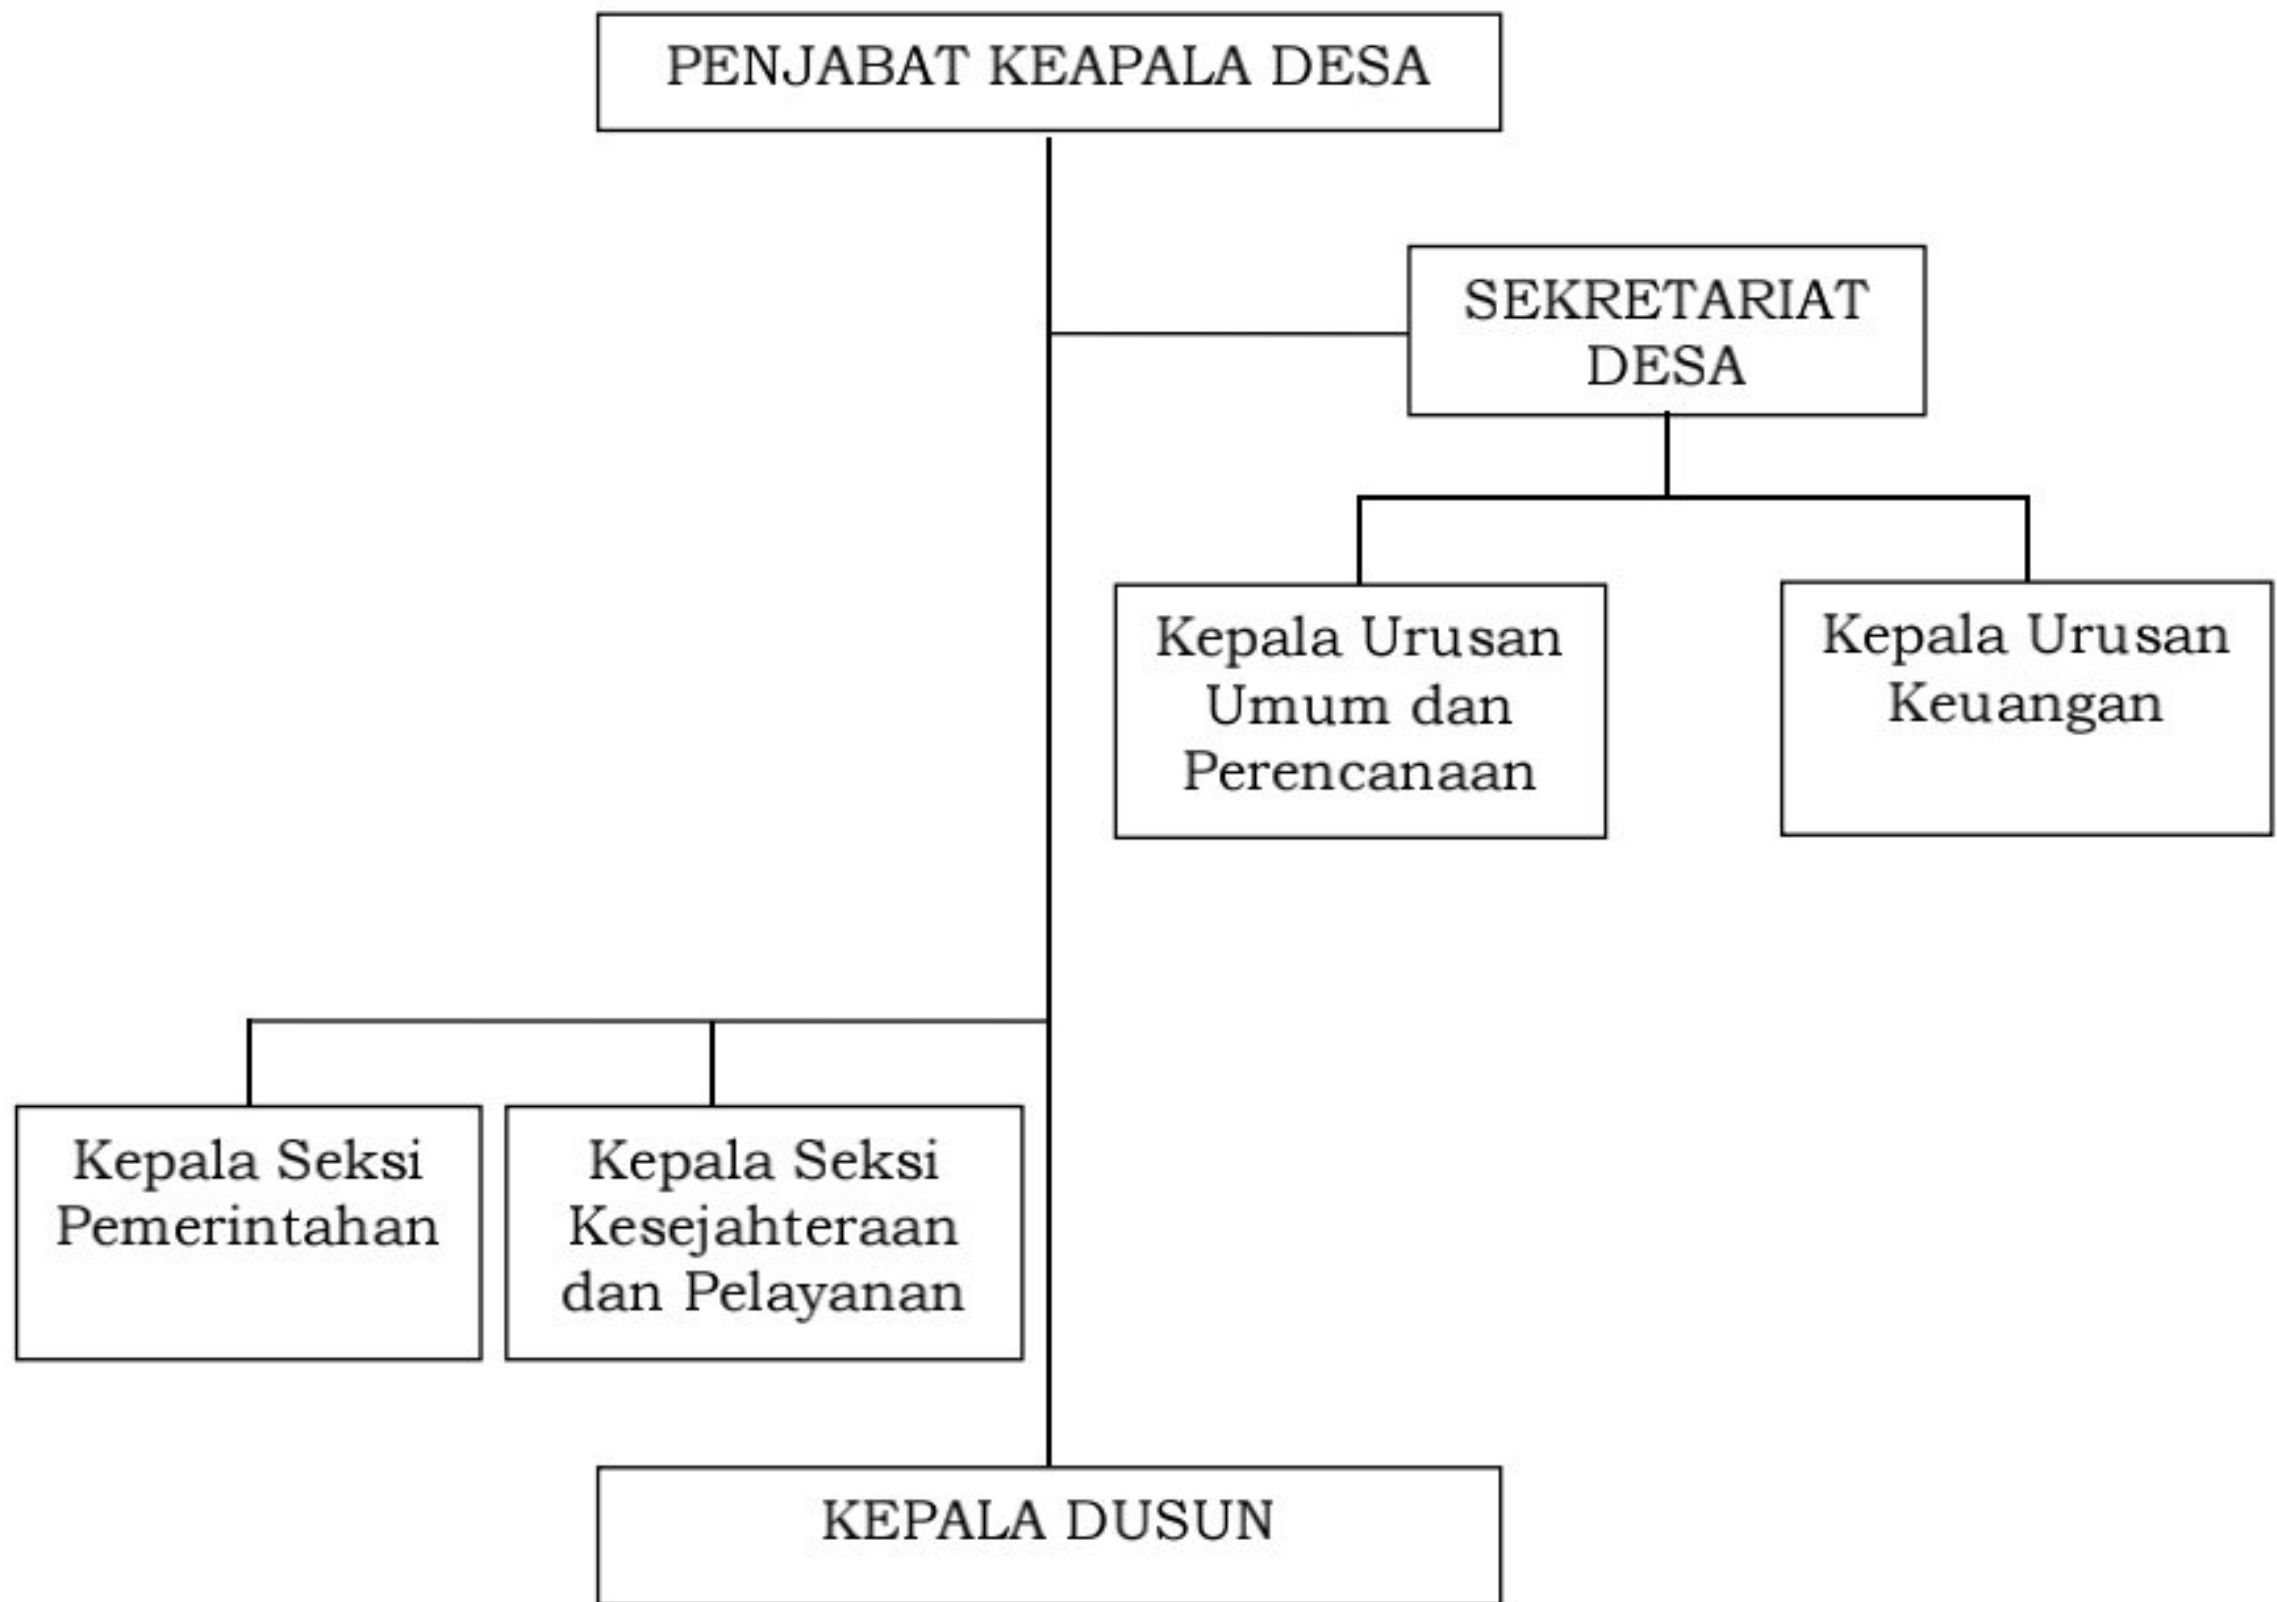 PENJABAT KEAPALA DESA
SEKRETARIAT
DESA
Kepala Urusan
Umum dan
Perencanaan
Kepala Urusan
Keuangan
Kepala Seksi
Pemerintahan
Kepala Seksi
Kesejahteraan
dan Pelayanan
KEPALA DUSUN